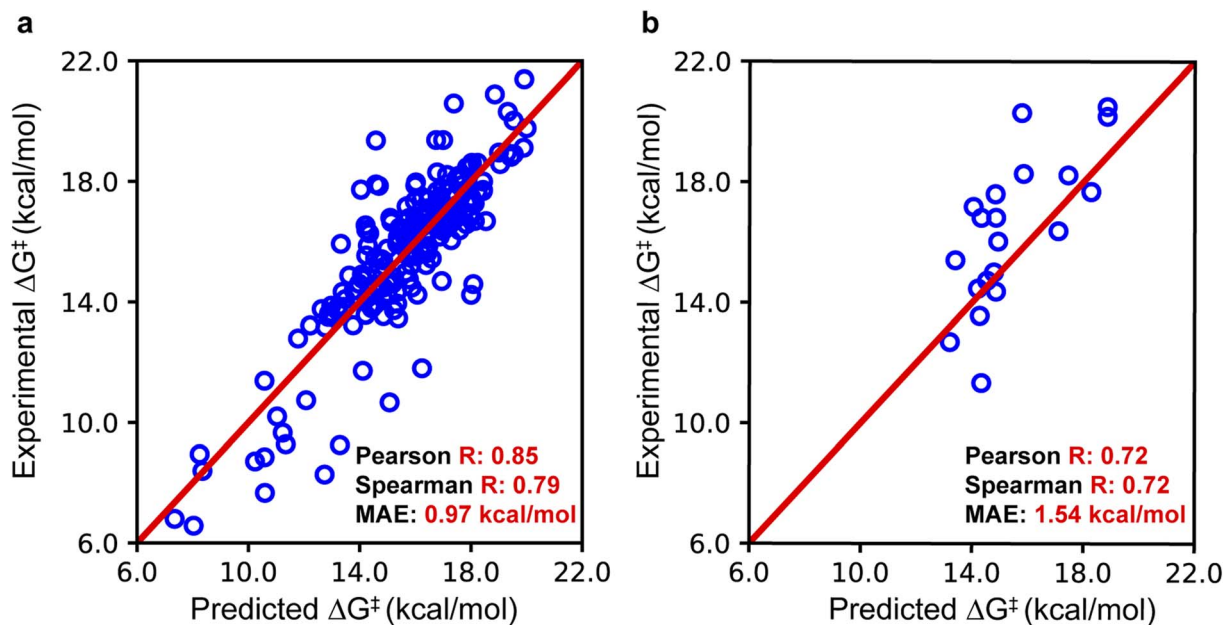 a
22.0
18.0
14.0
10.0
6.0
Experimental ΔG‡ (kcal/mol)
Pearson R: 0.85
Spearman R: 0.79
MAE: 0.97 kcal/mol
6.0 10.0 14.0 18.0 22.0
Predicted ΔG‡ (kcal/mol)
b
22.0
18.0
14.0
10.0
6.0
Experimental ΔG‡ (kcal/mol)
Pearson R: 0.72
Spearman R: 0.72
MAE: 1.54 kcal/mol
6.0 10.0 14.0 18.0 22.0
Predicted ΔG‡ (kcal/mol)